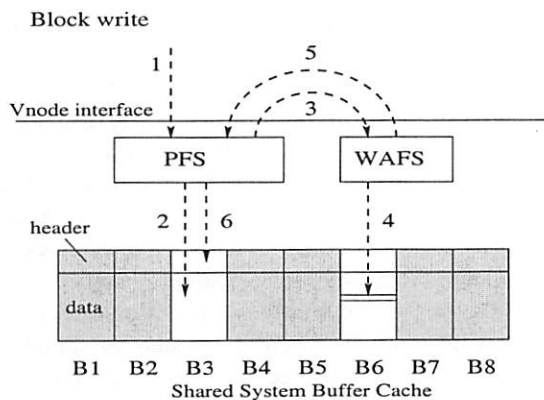 Block write
1
5
3
Vnode interface
PFS
WAFS
2
6
4
header
data
B1 B2 B3 B4 B5 B6 B7 B8
Shared System Buffer Cache